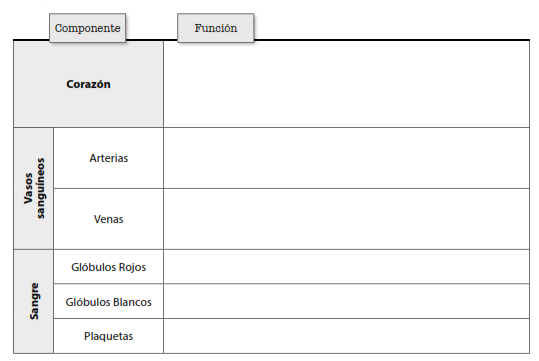 Componente
Función
Corazón
Vasos
sanguíneos
Arterias
Venas
Sangre
Glóbulos Rojos
Glóbulos Blancos
Plaquetas